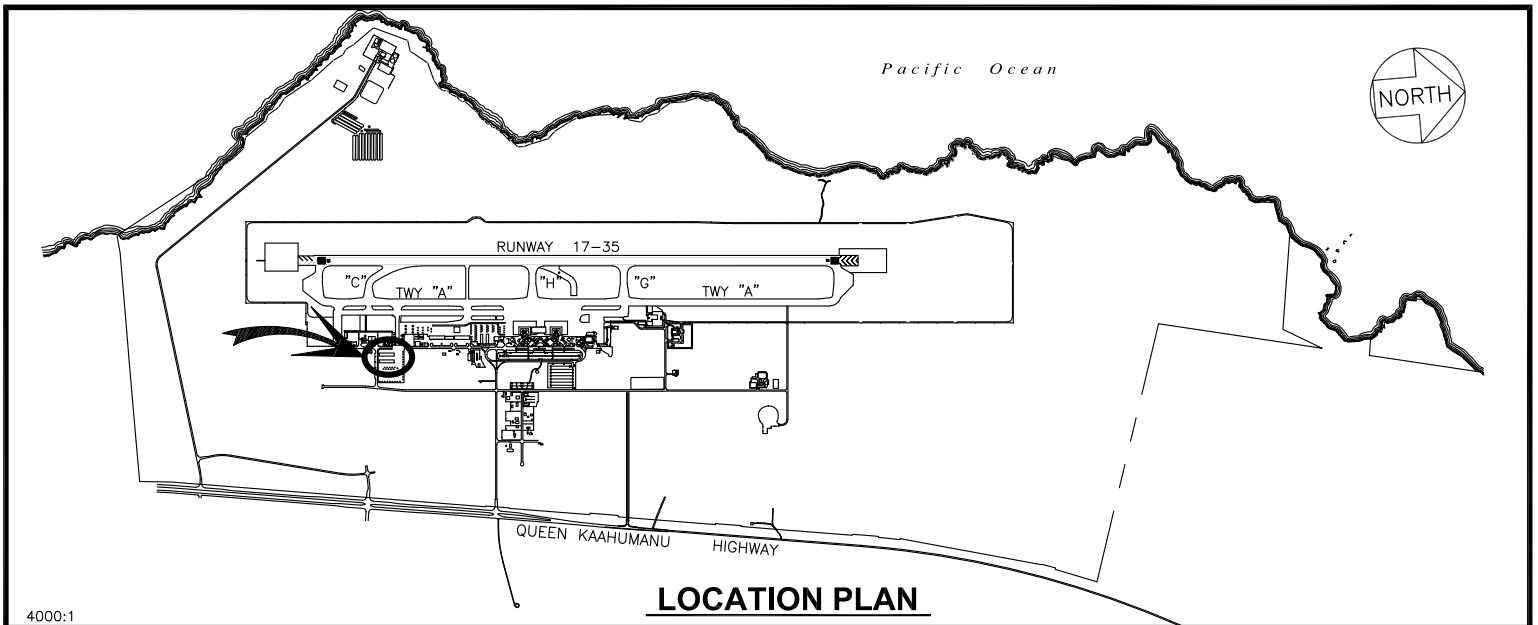 Pacific Ocean
NORTH
RUNWAY 17-35
"C"
"H"
"G"
TWY "A"
TWY "A"
QUEEN KAAHUMANU HIGHWAY
LOCATION PLAN
4000:1